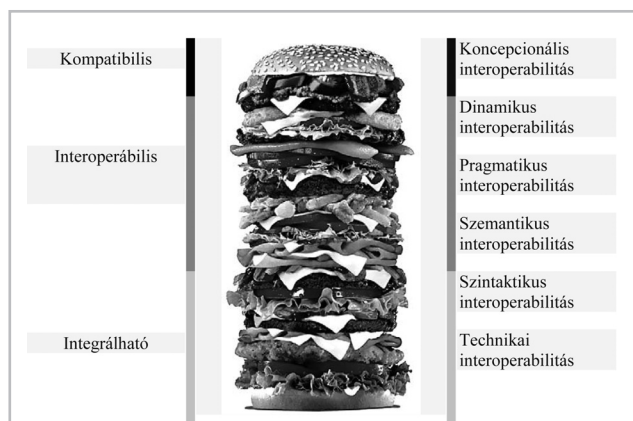 Kompatibilis
Interoperábilis
Integrálható
Koncepcionális
interoperabilitás
Dinamikus
interoperabilitás
Pragmatikus
interoperabilitás
Szemantikus
interoperabilitás
Szintaktikus
interoperabilitás
Technikai
interoperabilitás